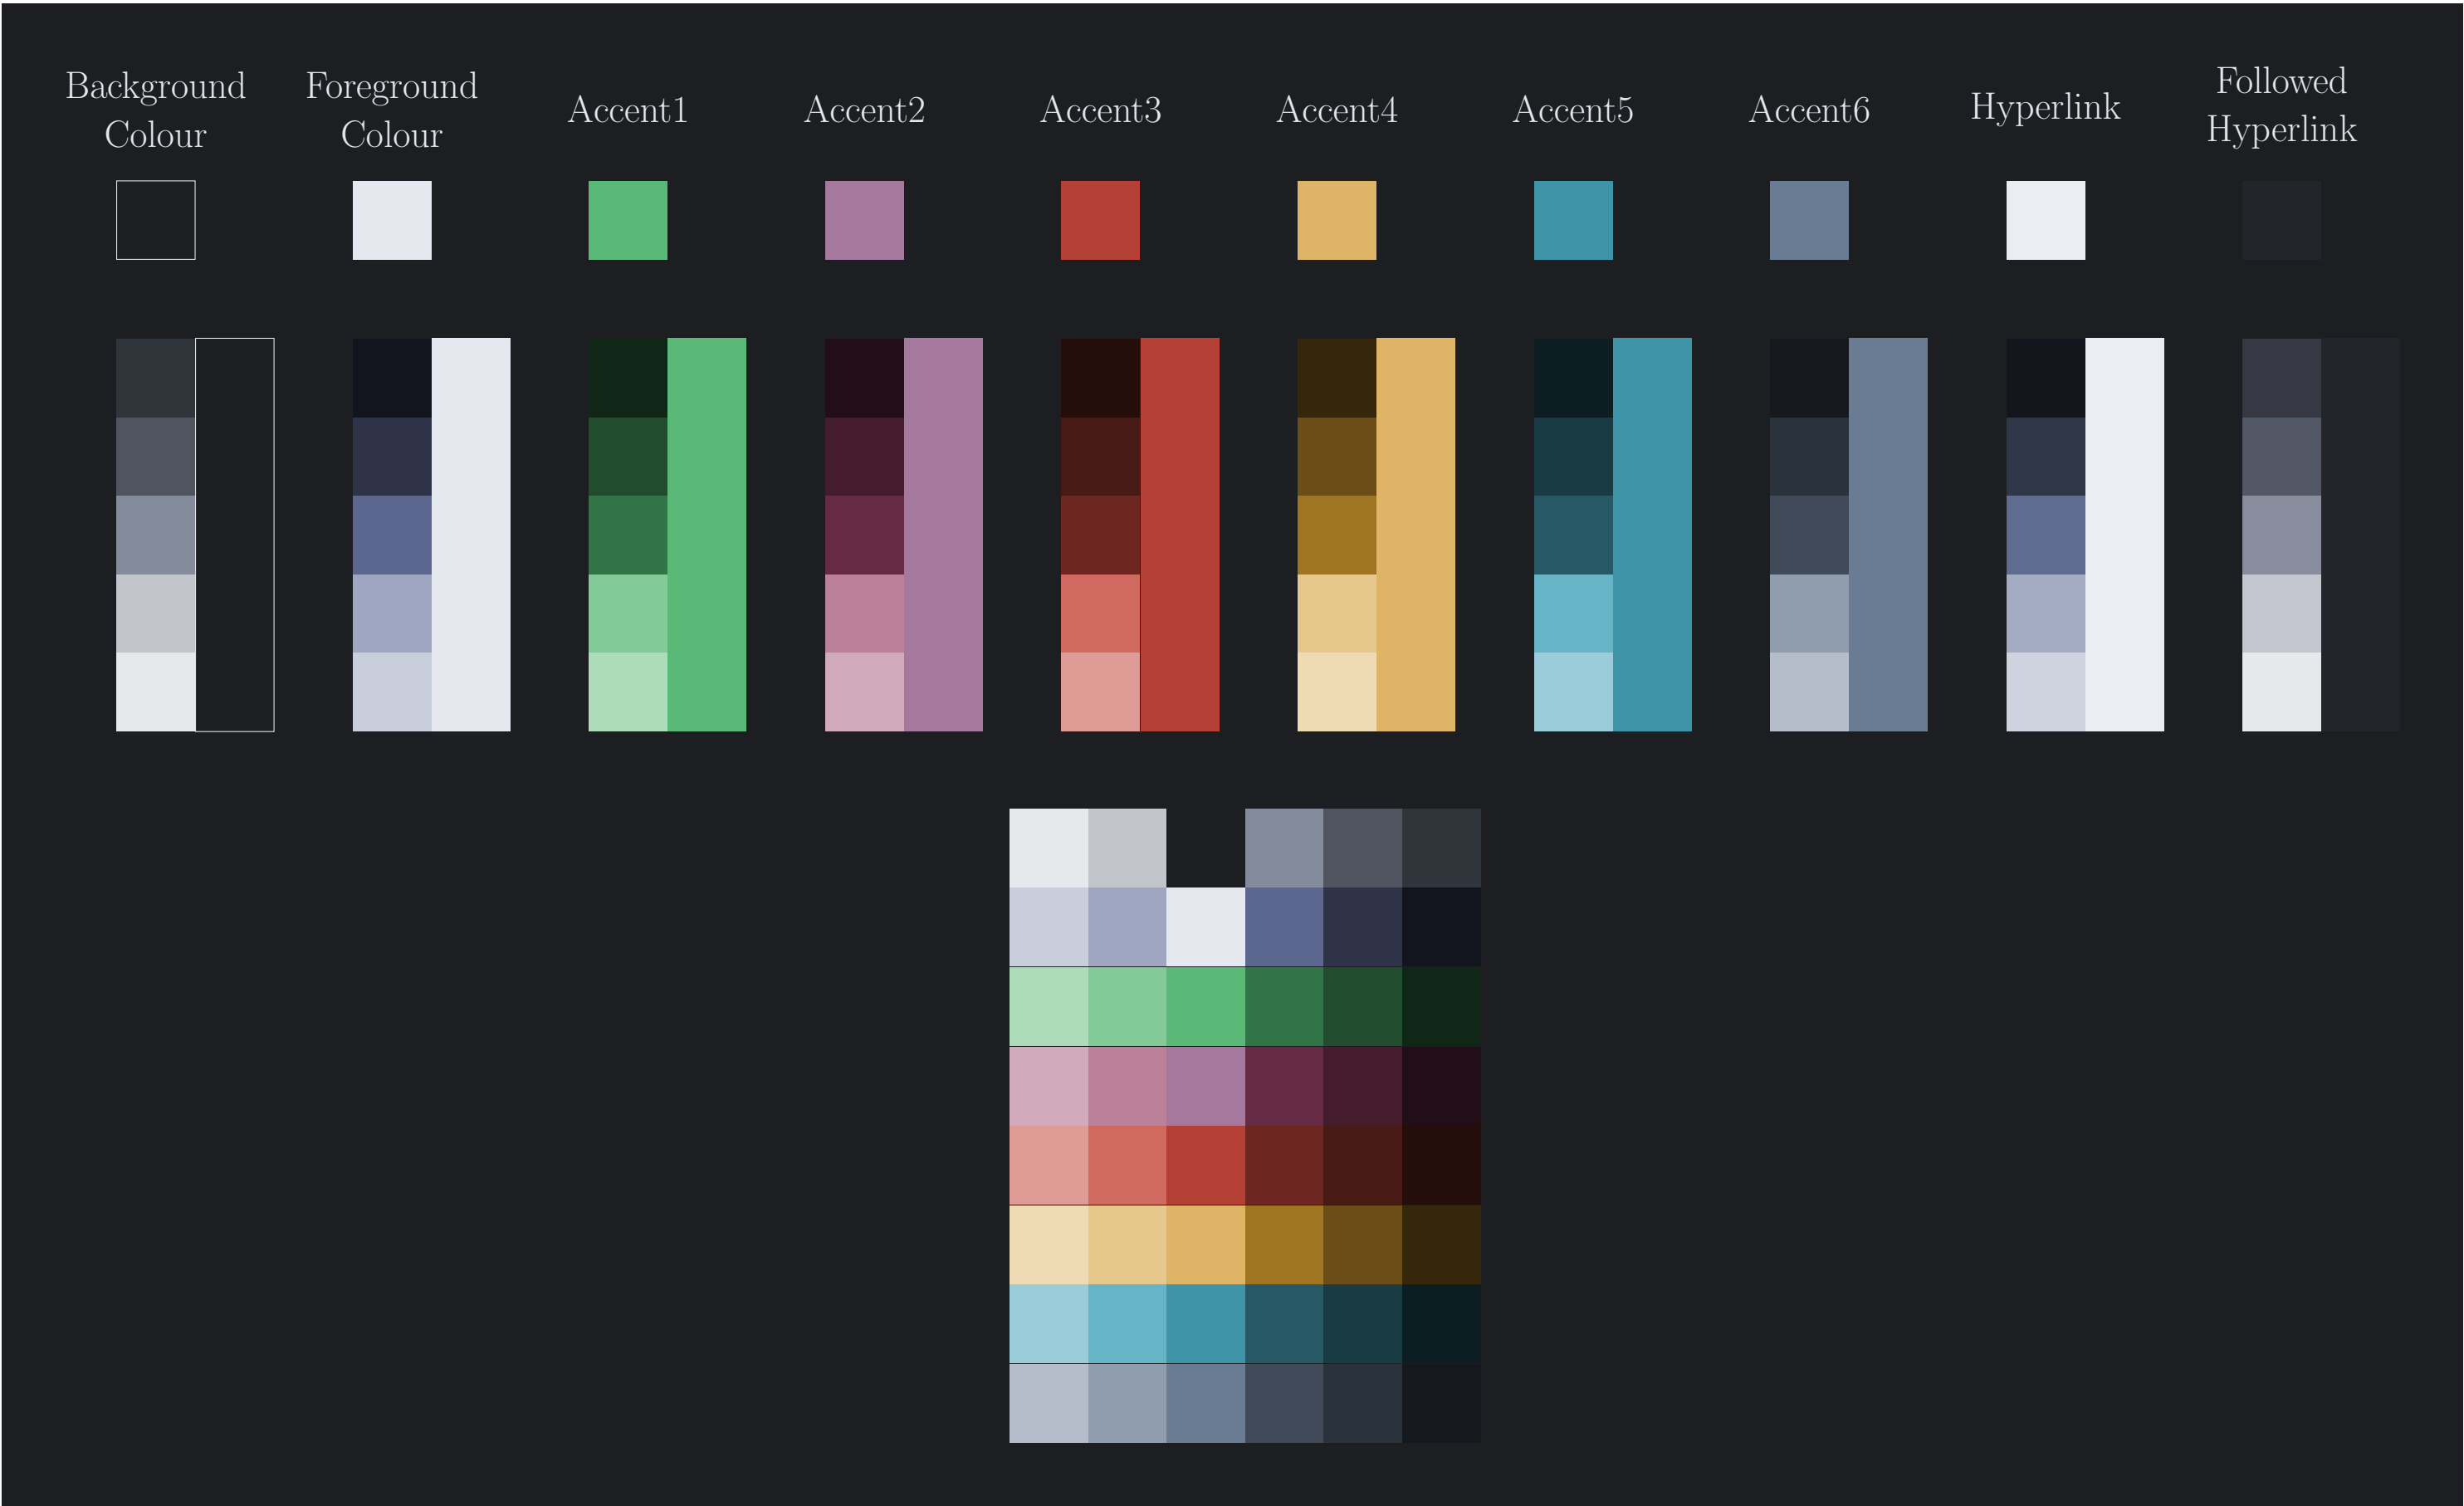 Background
Colour
Foreground
Colour
Accent1
Accent2
Accent3
Accent4
Accent5
Accent6
Hyperlink
Followed
Hyperlink